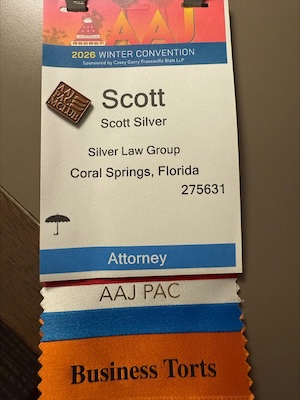 AAJ
2026 WINTER CONVENTION
Sponsored by Casey Gerry Francavilla Blatt LLP
Scott
Scott Silver
Silver Law Group
Coral Springs, Florida
275631
Attorney
AAJ PAC
Business Torts